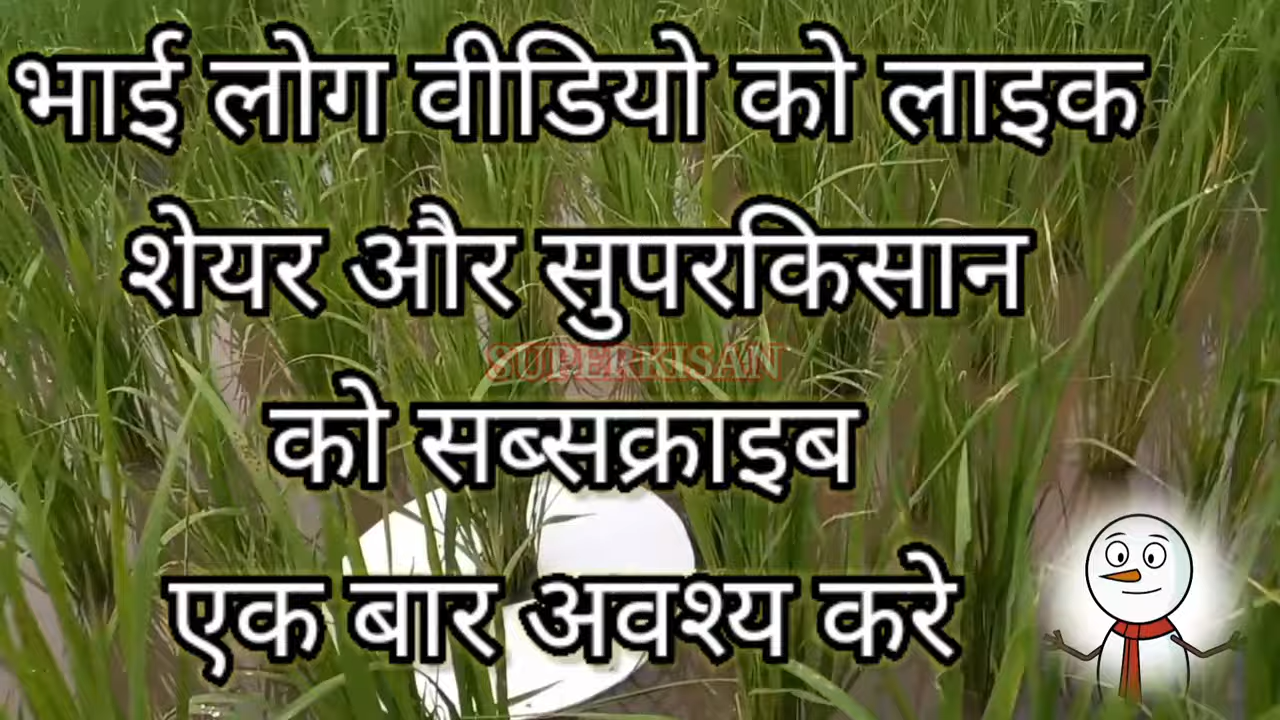 भाई लोग वीडियो को लाइक
शेयर और सुपरकिसान
SUPERKISAN
को सब्सक्राइब
एक बार अवश्य करे